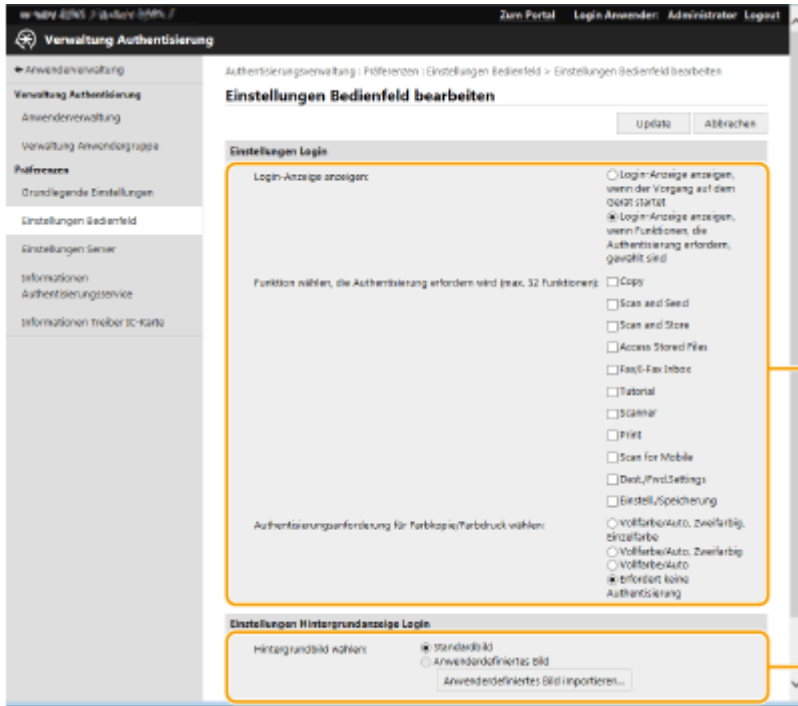 Zum Portal Login Anwender: Administrator Logout
Verwaltung Authentisierung
Anwenderverwaltung
Authentisierungsverwaltung : Präferenzen : Einstellungen Bedienfeld > Einstellungen Bedienfeld bearbeiten
Verwaltung Authentisierung
Einstellungen Bedienfeld bearbeiten
Anwenderverwaltung
Update Abbrechen
Verwaltung Anwendergruppe
Einstellungen Login
Präferenzen
Grundlegende Einstellungen
Einstellungen Bedienfeld
Einstellungen Server
Informationen
Authentisierungsservice
Informationen Treiber IC-Karte
Login-Anzeige anzeigen:
Login-Anzeige anzeigen,
wenn der Vorgang auf dem
Gerät startet
Login-Anzeige anzeigen,
wenn Funktionen, die
Authentisierung erfordern,
gewählt sind
Funktion wählen, die Authentisierung erfordern wird (max. 32 Funktionen):
Copy
Scan and Send
Scan and Store
Access Stored Files
Fax/I-Fax Inbox
Tutorial
Scanner
Print
Scan for Mobile
Dest./Fwd.Settings
Einstell./Speicherung
Authentisierungsanforderung für Farbkopie/Farbdruck wählen:
Vollfarbe/Auto, Zweifarbig,
Einzelfarbe
Vollfarbe/Auto, Zweifarbig
Vollfarbe/Auto
Erfordert keine
Authentisierung
Einstellungen Hintergrundanzeige Login
Hintergrundbild wählen:
Standardbild
Anwenderdefiniertes Bild
Anwenderdefiniertes Bild importieren...